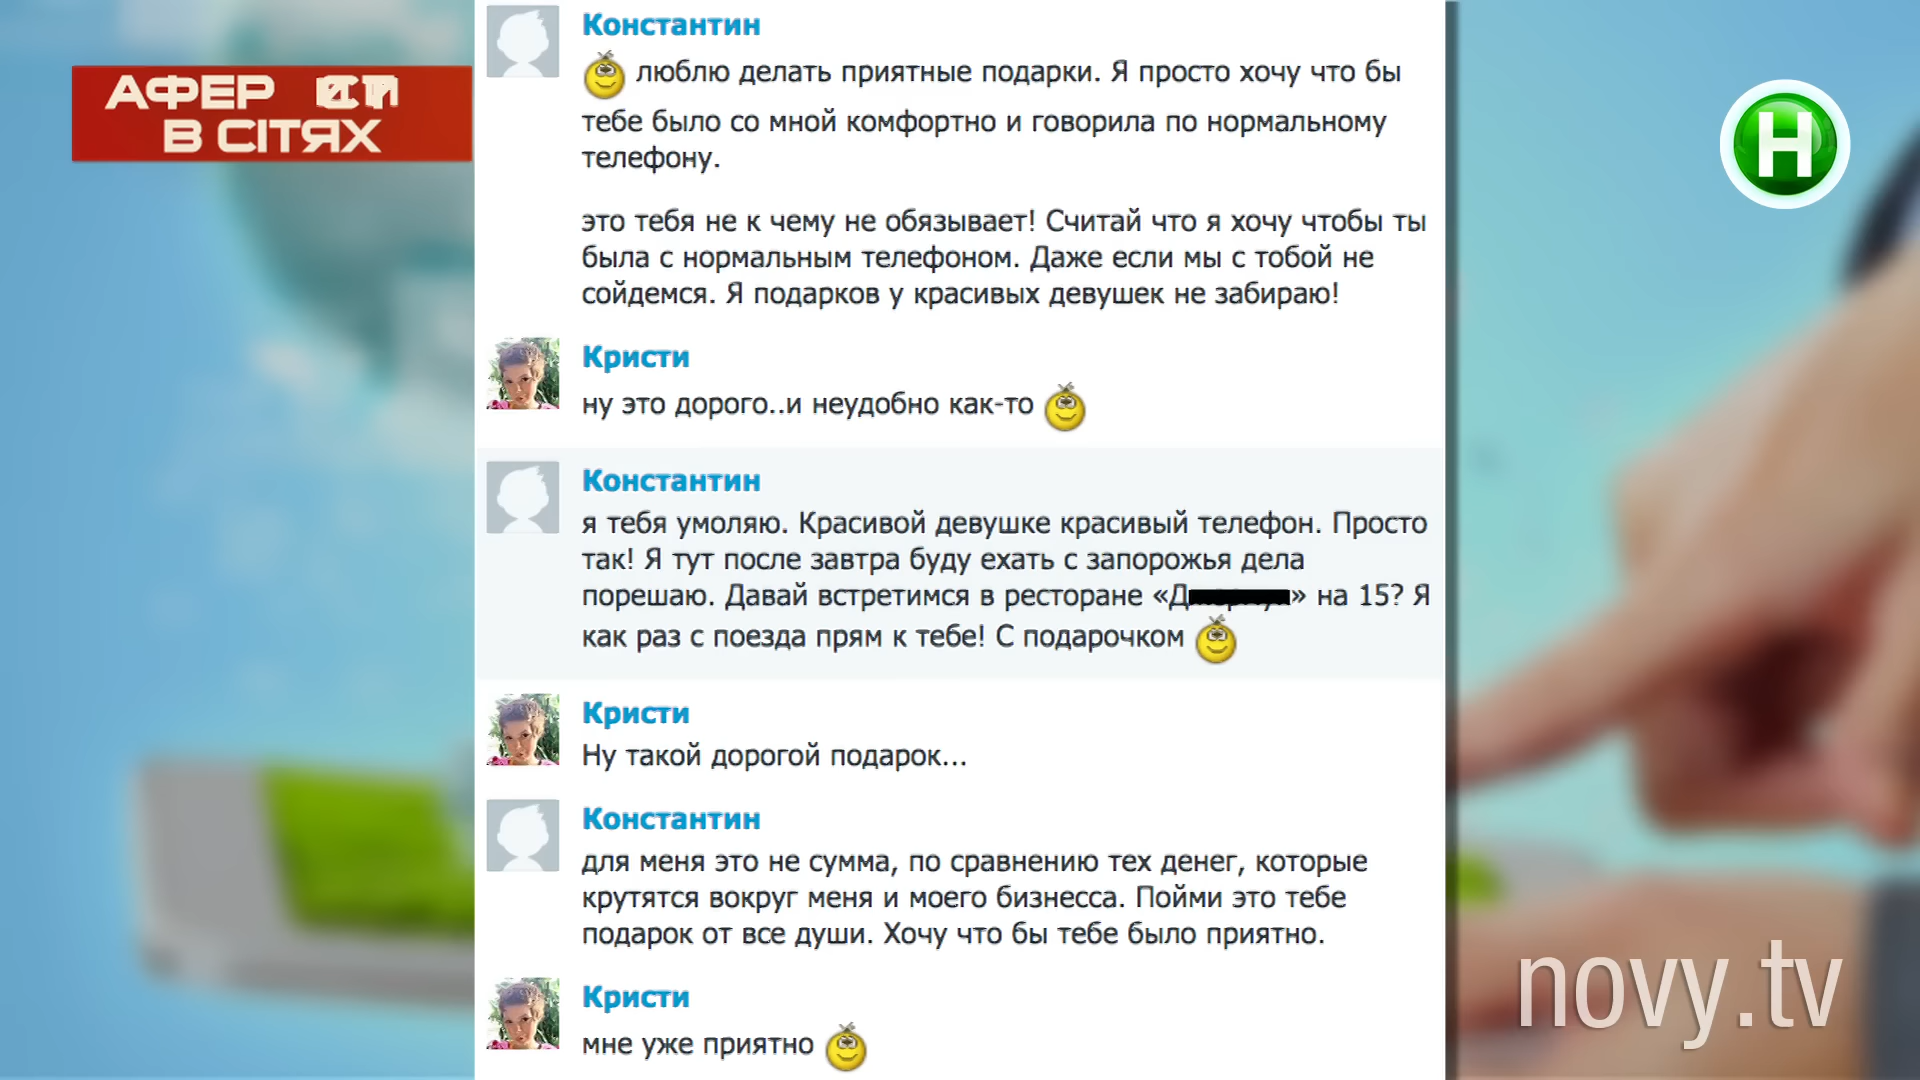 АФЕРИСТИ
В СІТЯХ
Н
Константин
люблю делать приятные подарки. Я просто хочу что бы
тебе было со мной комфортно и говорила по нормальному
телефону.
это тебя не к чему не обязывает! Считай что я хочу чтобы ты
была с нормальным телефоном. Даже если мы с тобой не
сойдемся. Я подарков у красивых девушек не забираю!
Кристи
ну это дорого..и неудобно как-то
Константин
я тебя умоляю. Красивой девушке красивый телефон. Просто
так! Я тут после завтра буду ехать с запорожья дела
порешаю. Давай встретимся в ресторане «Д» на 15? Я
как раз с поезда прям к тебе! С подарочком
Кристи
Ну такой дорогой подарок...
Константин
для меня это не сумма, по сравнению тех денег, которые
крутятся вокруг меня и моего бизнесса. Пойми это тебе
подарок от все души. Хочу что бы тебе было приятно.
Кристи
мне уже приятно
novy.tv